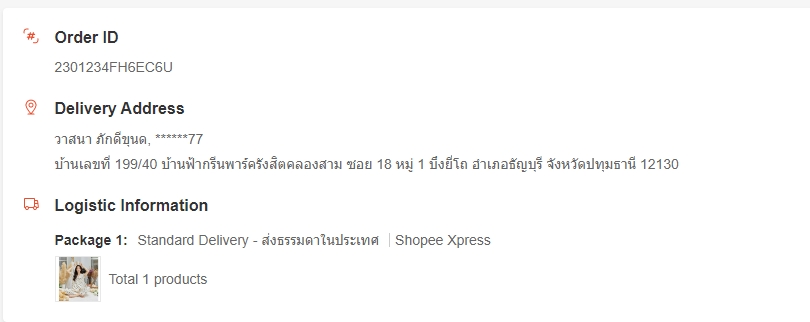 Order ID
2301234FH6EC6U
Delivery Address
วาสนา ภักดีขุนด, ******77
บ้านเลขที่ 199/40 บ้านฟ้ากรีนพาร์ครังสิตคลองสาม ซอย 18 หมู่ 1 บึงยี่โถ อำเภอธัญบุรี จังหวัดปทุมธานี 12130
Logistic Information
Package 1: Standard Delivery - ส่งธรรมดาในประเทศ | Shopee Xpress
Total 1 products